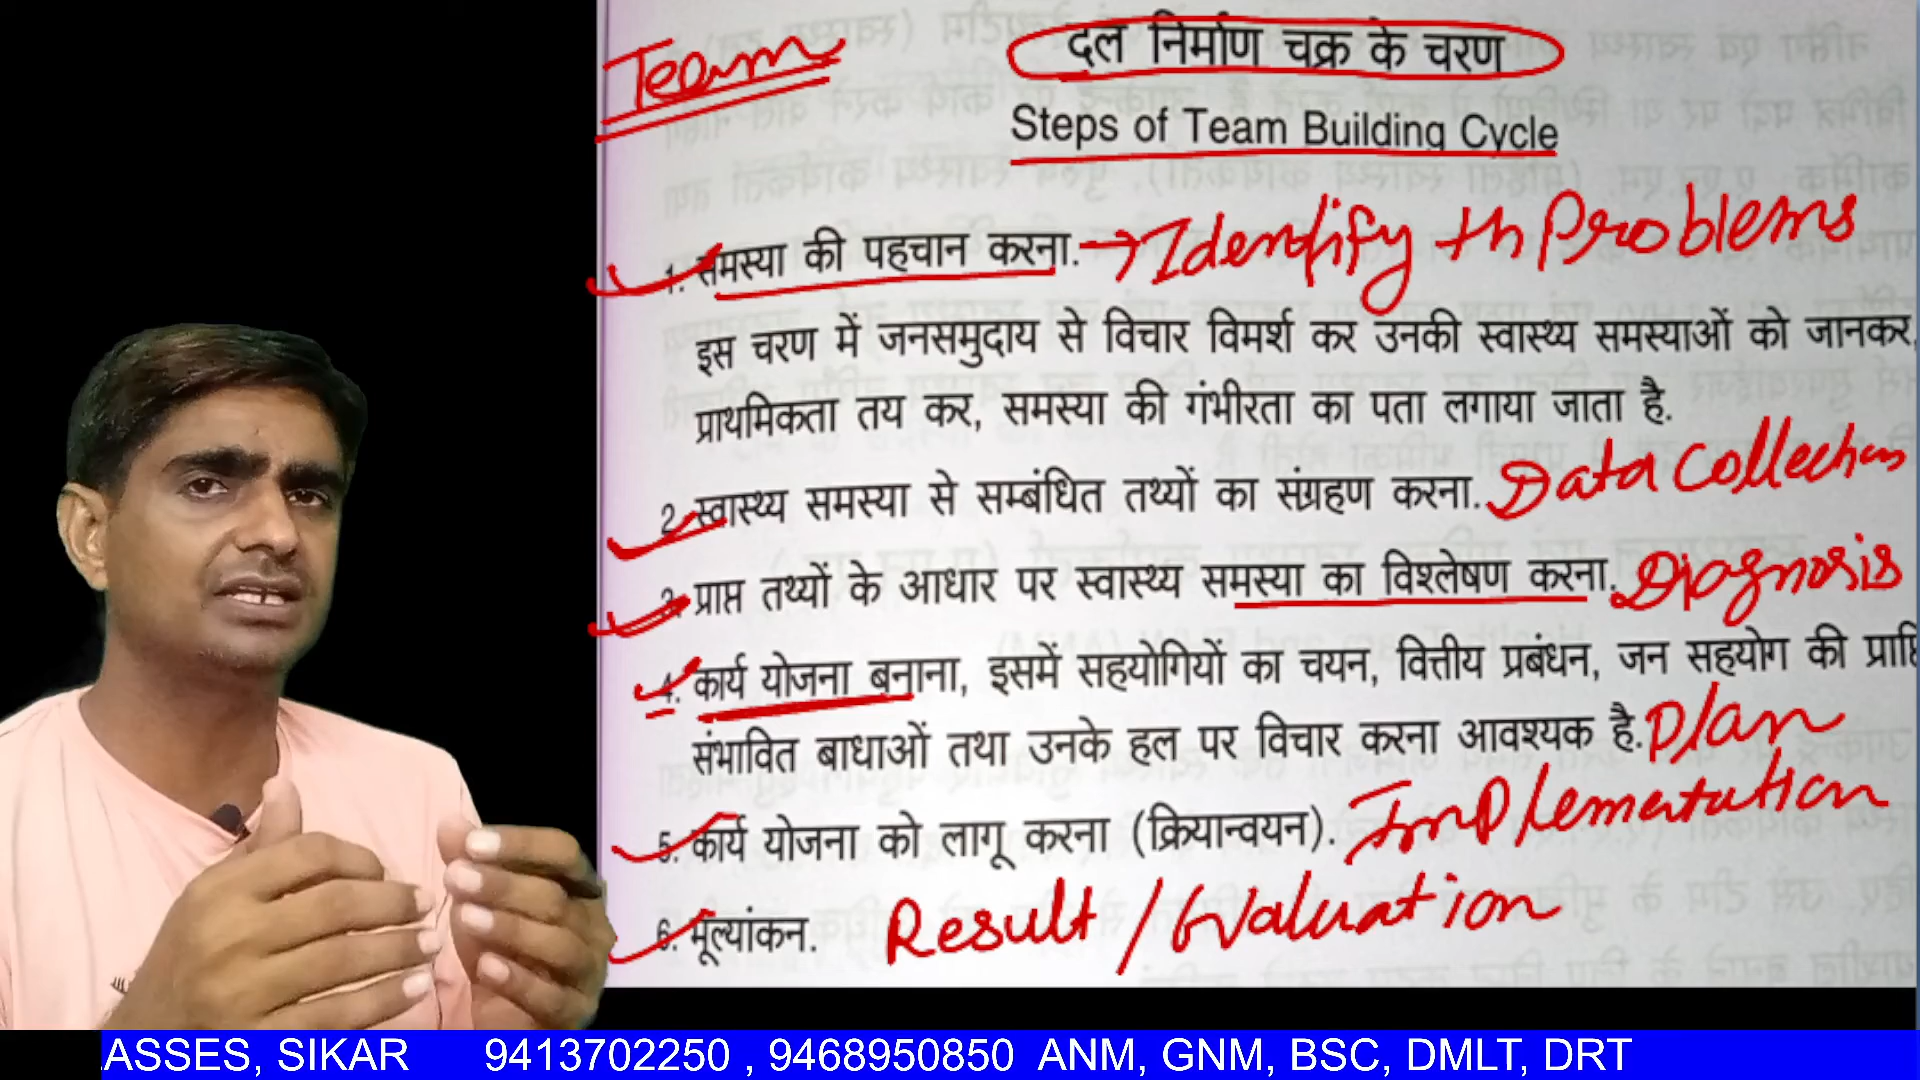 Team
दल निर्माण चक्र के चरण
Steps of Team Building Cycle
1. समस्या की पहचान करना. → Identify th Problems
इस चरण में जनसमुदाय से विचार विमर्श कर उनकी स्वास्थ्य समस्याओं को जानकर,
प्राथमिकता तय कर, समस्या की गंभीरता का पता लगाया जाता है.
2. स्वास्थ्य समस्या से सम्बंधित तथ्यों का संग्रहण करना. Data Collection
3. प्राप्त तथ्यों के आधार पर स्वास्थ्य समस्या का विश्लेषण करना. Diagnosis
4. कार्य योजना बनाना, इसमें सहयोगियों का चयन, वित्तीय प्रबंधन, जन सहयोग की
संभावित बाधाओं तथा उनके हल पर विचार करना आवश्यक है. Plan
5. कार्य योजना को लागू करना (क्रियान्वयन). Implementation
6. मूल्यांकन. Result / Evaluation
ASSES, SIKAR 9413702250 , 9468950850 ANM, GNM, BSC, DMLT, DRT